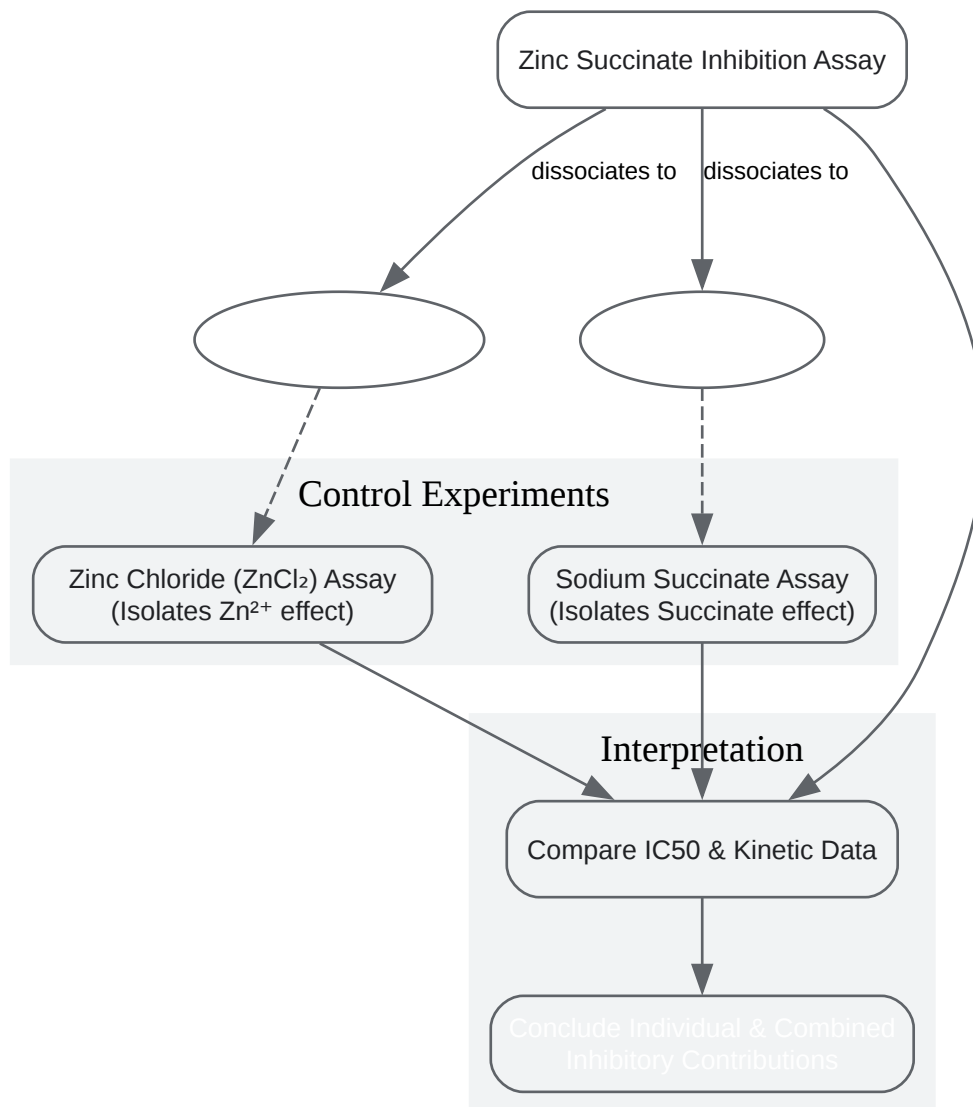 Zinc Succinate Inhibition Assay
dissociates to
dissociates to
Control Experiments
Zinc Chloride (ZnCl₂) Assay
(Isolates Zn²⁺ effect)
Sodium Succinate Assay
(Isolates Succinate effect)
Interpretation
Compare IC50 & Kinetic Data
Conclude Individual & Combined
Inhibitory Contributions